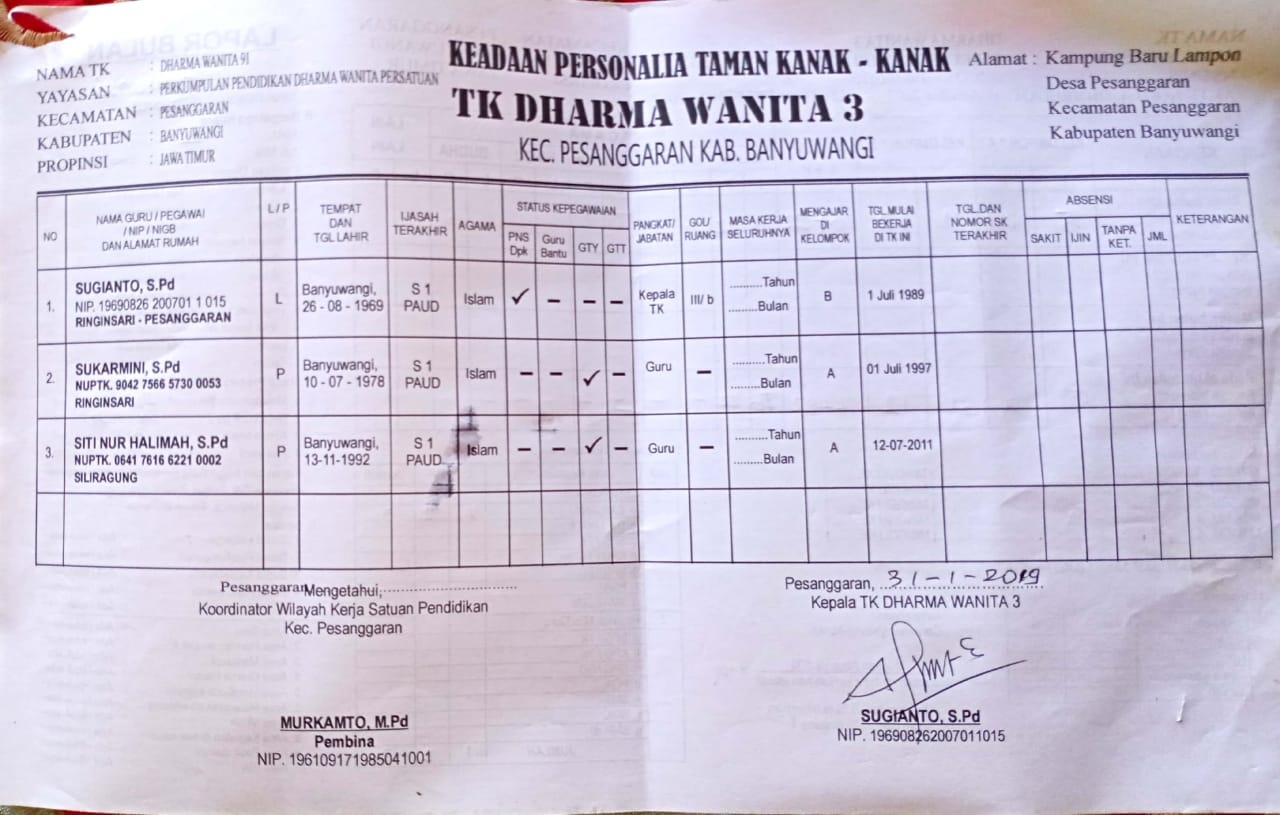 NAMA TK : DHARMA WANITA 91
YAYASAN : PERKUMPULAN PENDIDIKAN DHARMA WANITA PERSATUAN
KECAMATAN : PESANGGARAN
KABUPATEN : BANYUWANGI
PROPINSI : JAWA TIMUR
KEADAAN PERSONALIA TAMAN KANAK - KANAK
TK DHARMA WANITA 3
KEC. PESANGGARAN KAB. BANYUWANGI
Alamat : Kampung Baru Lampon
Desa Pesanggaran
Kecamatan Pesanggaran
Kabupaten Banyuwangi
NO
NAMA GURU / PEGAWAI
/ NIP / NIGB
DAN ALAMAT RUMAH
L / P
TEMPAT
DAN
TGL LAHIR
IJASAH
TERAKHIR
AGAMA
STATUS KEPEGAWAIAN
PNS
Dpk
Guru
Bantu
GTY
GTT
PANGKAT/
JABATAN
GOL/
RUANG
MASA KERJA
SELURUHNYA
MENGAJAR
DI
KELOMPOK
TGL.MULAI
BEKERJA
DI TK INI
TGL.DAN
NOMOR SK
TERAKHIR
ABSENSI
SAKIT
IJIN
TANPA
KET.
JML
KETERANGAN
1.
SUGIANTO, S.Pd
NIP. 19690826 200701 1 015
RINGINSARI - PESANGGARAN
L
Banyuwangi,
26 - 08 - 1969
S 1
PAUD
Islam
✓ – – –
Kepala
TK
III/ b
..........Tahun
.........Bulan
B
1 Juli 1989
2.
SUKARMINI, S.Pd
NUPTK. 9042 7566 5730 0053
RINGINSARI
P
Banyuwangi,
10 - 07 - 1978
S 1
PAUD
Islam
– – ✓ –
Guru
–
..........Tahun
.........Bulan
A
01 Juli 1997
3.
SITI NUR HALIMAH, S.Pd
NUPTK. 0641 7616 6221 0002
SILIRAGUNG
P
Banyuwangi,
13-11-1992
S 1
PAUD
Islam
– – ✓ –
Guru
–
..........Tahun
.........Bulan
A
12-07-2011
Pesanggaran Mengetahui,..............................
Koordinator Wilayah Kerja Satuan Pendidikan
Kec. Pesanggaran
MURKAMTO, M.Pd
Pembina
NIP. 196109171985041001
Pesanggaran, 31-1-2019
Kepala TK DHARMA WANITA 3
SUGIANTO, S.Pd
NIP. 196908262007011015